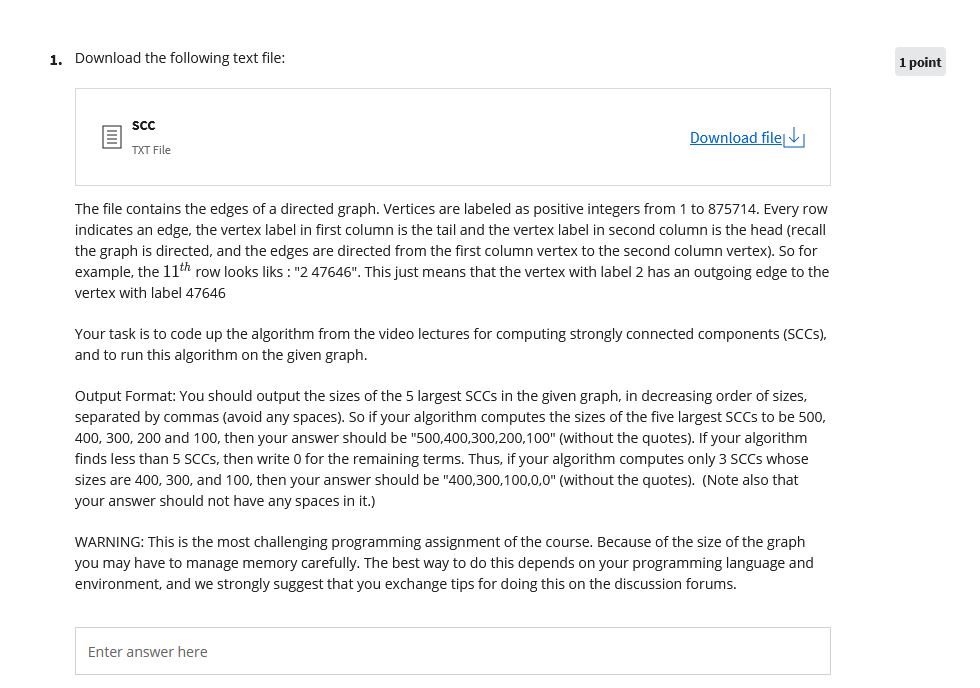 1. Download the following text file:
1 point
SCC
TXT File
Download file
The file contains the edges of a directed graph. Vertices are labeled as positive integers from 1 to 875714. Every row
indicates an edge, the vertex label in first column is the tail and the vertex label in second column is the head (recall
the graph is directed, and the edges are directed from the first column vertex to the second column vertex). So for
example, the 11th row looks liks : "2 47646". This just means that the vertex with label 2 has an outgoing edge to the
vertex with label 47646
Your task is to code up the algorithm from the video lectures for computing strongly connected components (SCCs),
and to run this algorithm on the given graph.
Output Format: You should output the sizes of the 5 largest SCCs in the given graph, in decreasing order of sizes,
separated by commas (avoid any spaces). So if your algorithm computes the sizes of the five largest SCCs to be 500,
400, 300, 200 and 100, then your answer should be "500,400,300,200,100" (without the quotes). If your algorithm
finds less than 5 SCCs, then write 0 for the remaining terms. Thus, if your algorithm computes only 3 SCCs whose
sizes are 400, 300, and 100, then your answer should be "400,300,100,0,0" (without the quotes). (Note also that
your answer should not have any spaces in it.)
WARNING: This is the most challenging programming assignment of the course. Because of the size of the graph
you may have to manage memory carefully. The best way to do this depends on your programming language and
environment, and we strongly suggest that you exchange tips for doing this on the discussion forums.
Enter answer here